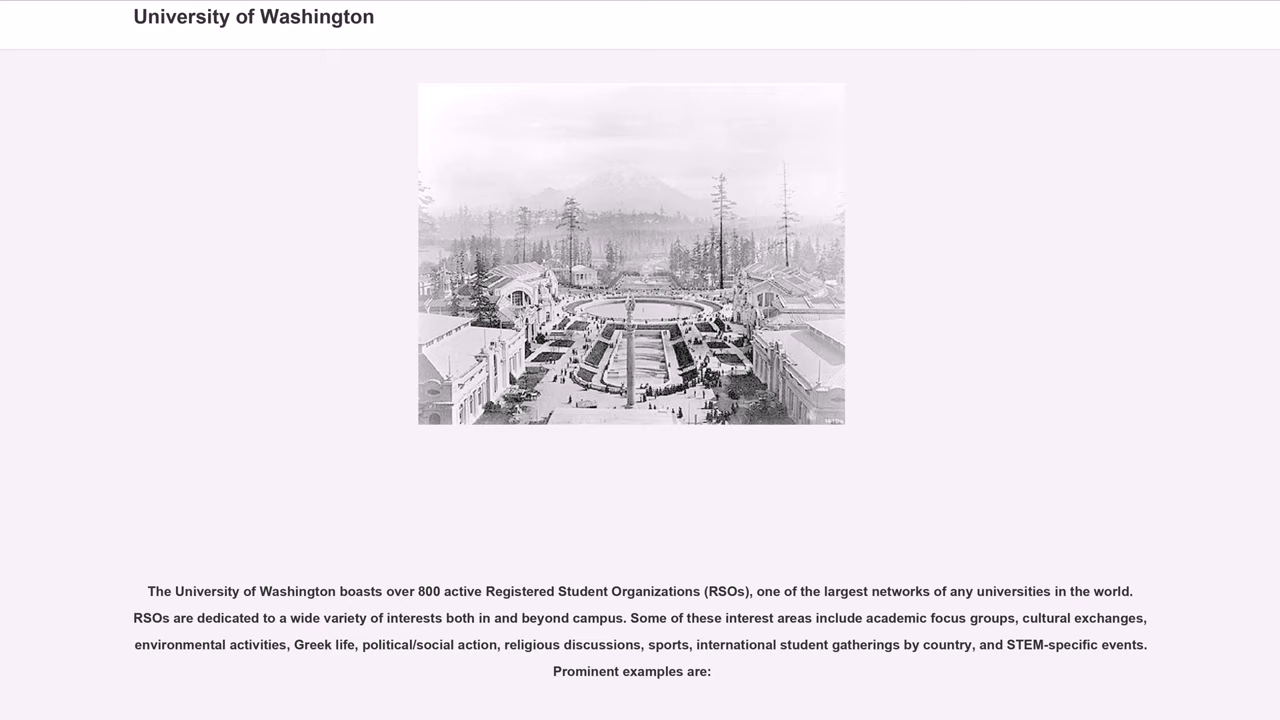 University of Washington
The University of Washington boasts over 800 active Registered Student Organizations (RSOs), one of the largest networks of any universities in the world.
RSOs are dedicated to a wide variety of interests both in and beyond campus. Some of these interest areas include academic focus groups, cultural exchanges,
environmental activities, Greek life, political/social action, religious discussions, sports, international student gatherings by country, and STEM-specific events.
Prominent examples are: